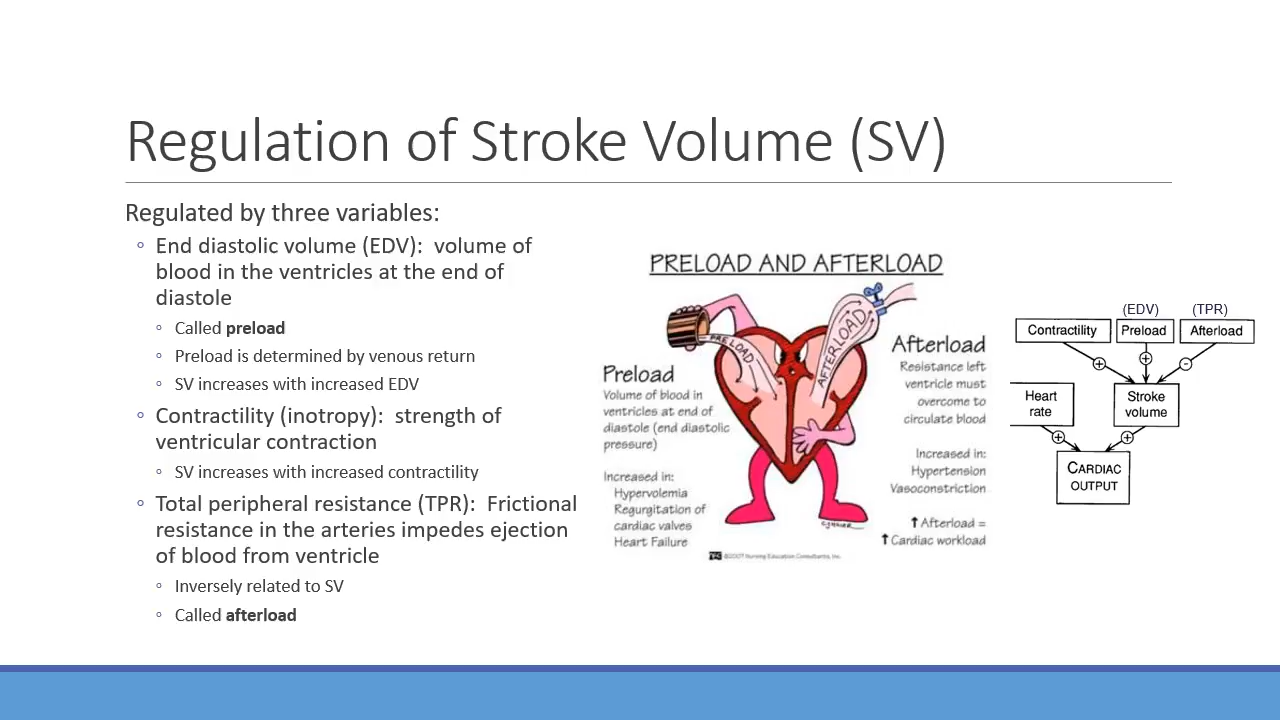 Regulation of Stroke Volume (SV)
Regulated by three variables:
◦ End diastolic volume (EDV): volume of
blood in the ventricles at the end of
diastole
◦ Called preload
◦ Preload is determined by venous return
◦ SV increases with increased EDV
◦ Contractility (inotropy): strength of
ventricular contraction
◦ SV increases with increased contractility
◦ Total peripheral resistance (TPR): Frictional
resistance in the arteries impedes ejection
of blood from ventricle
◦ Inversely related to SV
◦ Called afterload
PRELOAD AND AFTERLOAD
PRELOAD
AFTERLOAD
Preload
Volume of blood in
ventricles at end of
diastole (end diastolic
pressure)
Increased in:
Hypervolemia
Regurgitation of
cardiac valves
Heart Failure
Afterload
Resistance left
ventricle must
overcome to
circulate blood
Increased in:
Hypertension
Vasoconstriction
↑ Afterload =
↑ Cardiac workload
©2007 Nursing Education Consultants, Inc.
(EDV)
(TPR)
Contractility
Preload
Afterload
+
+
-
Heart
rate
Stroke
volume
+
+
CARDIAC
OUTPUT